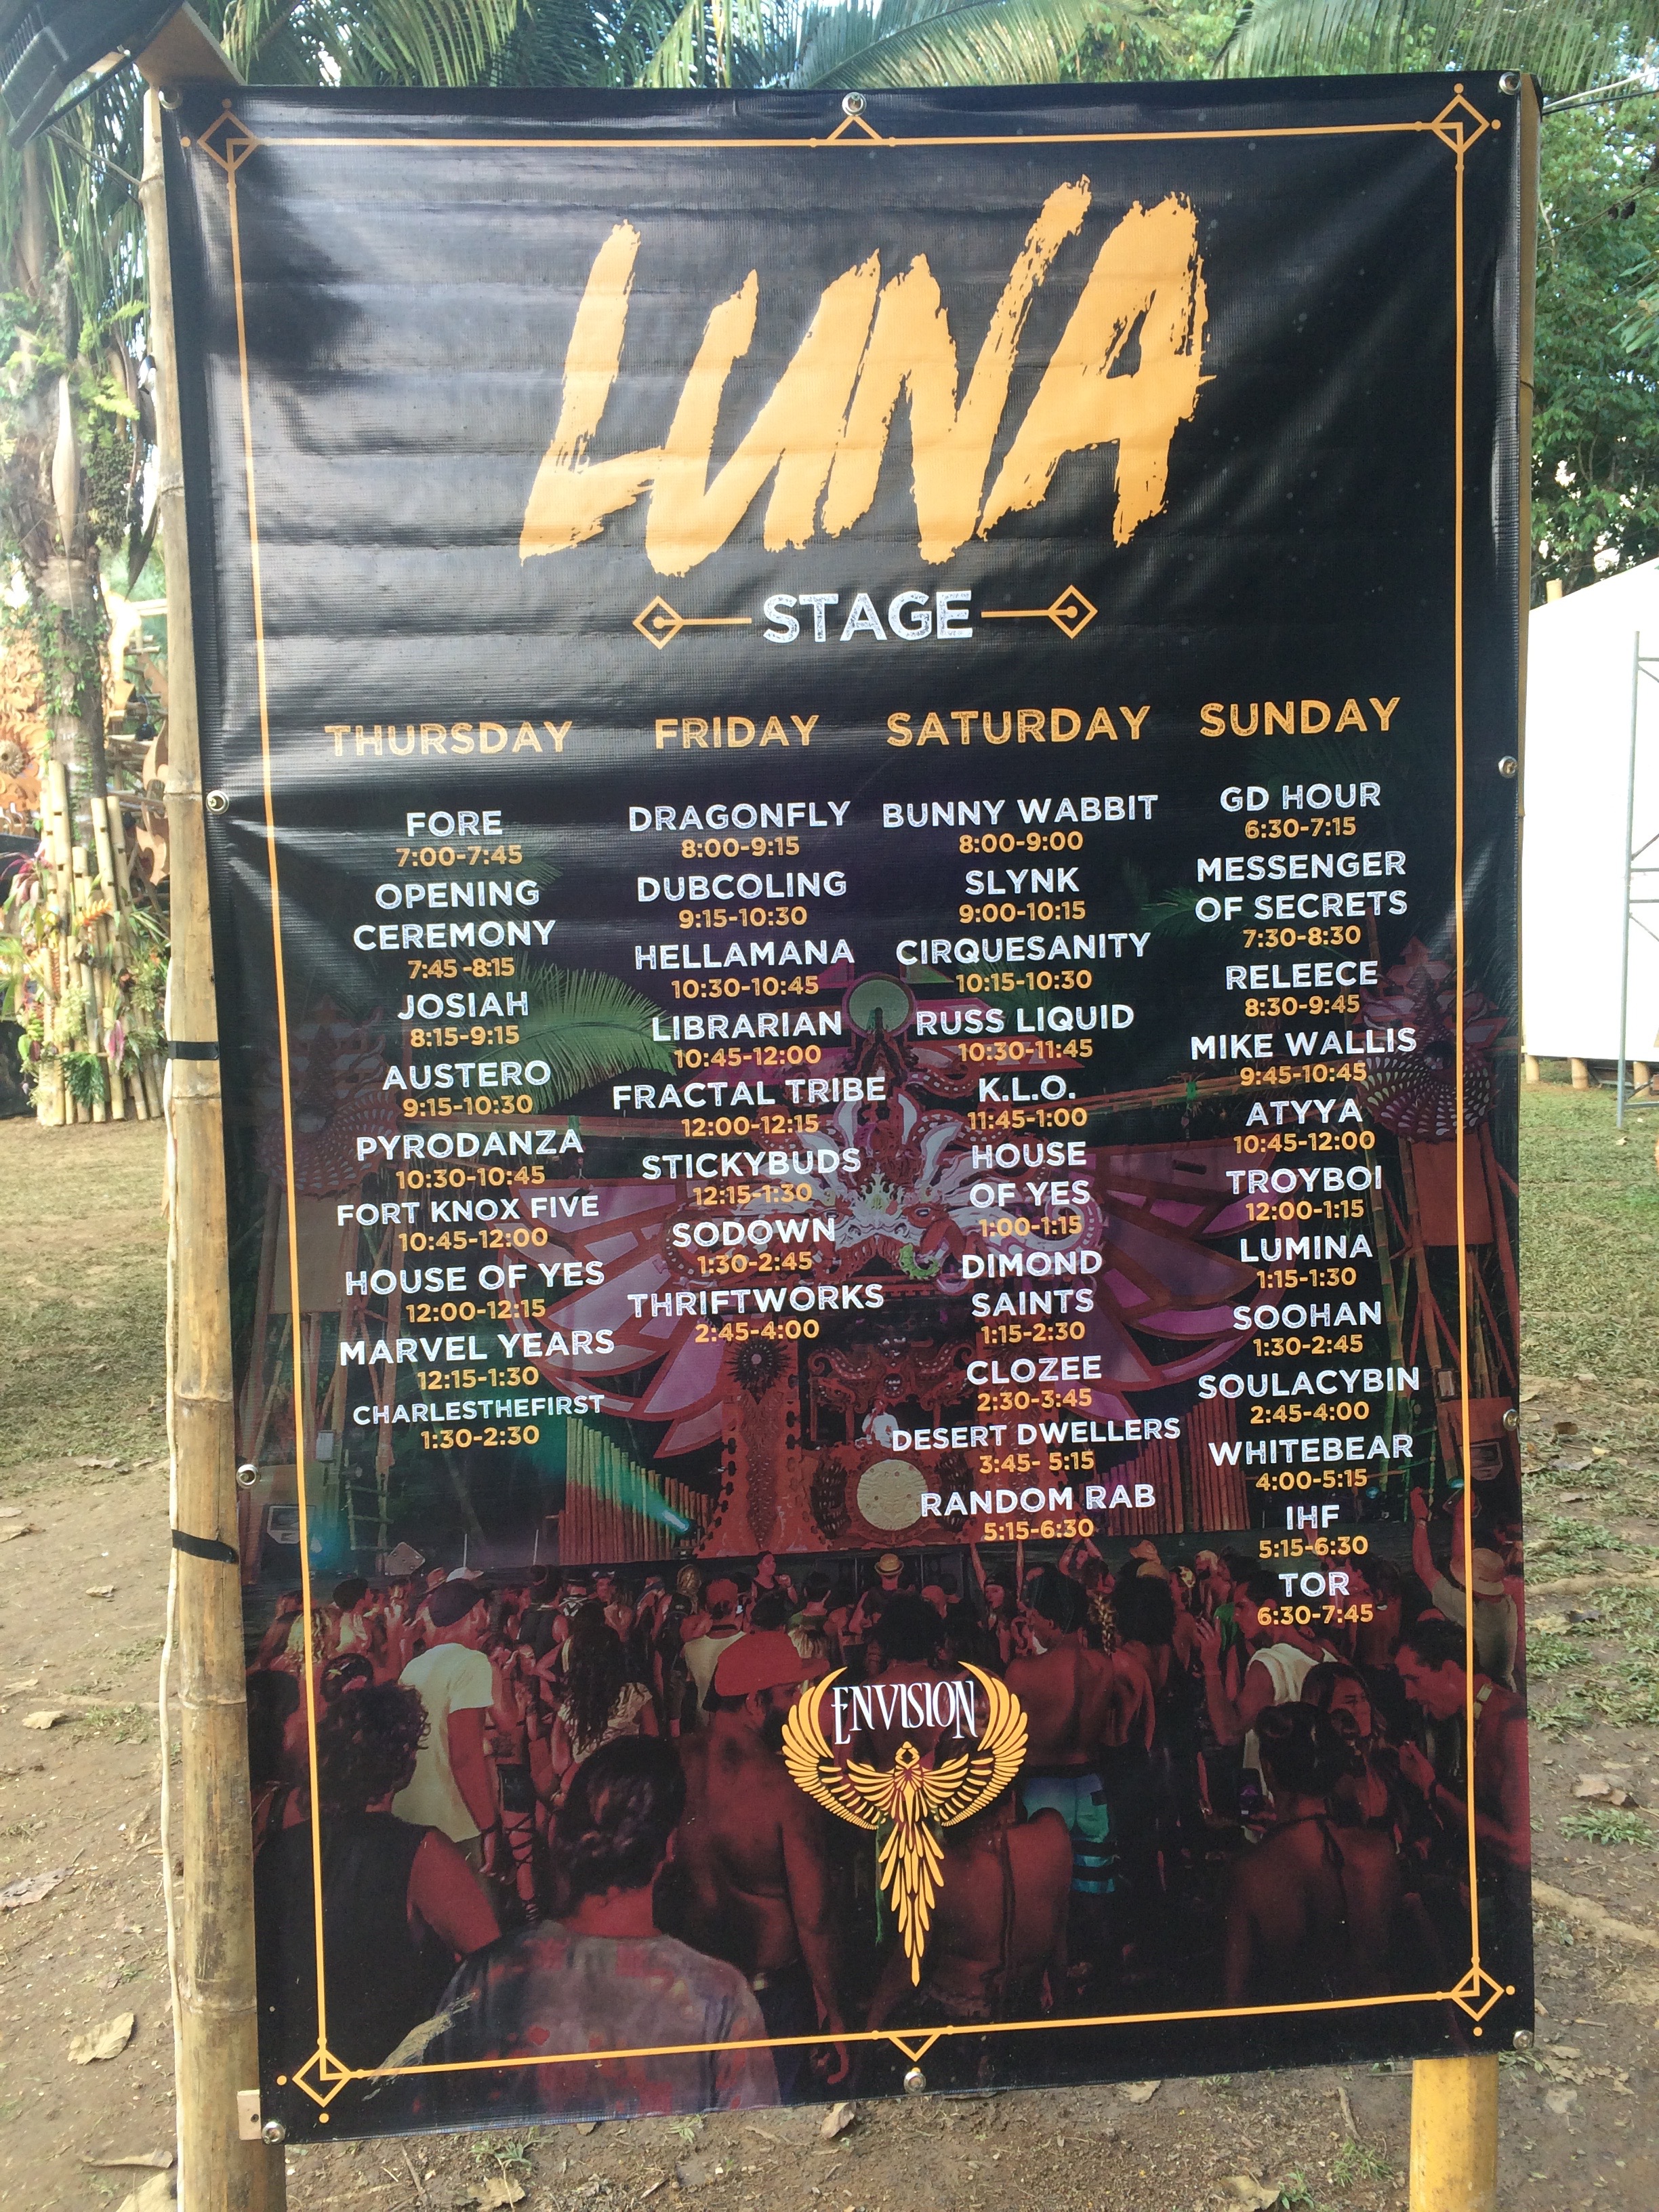 LUNA
STAGE
THURSDAY
FORE
7:00-7:45
OPENING
CEREMONY
7:45 -8:15
JOSIAH
8:15-9:15
AUSTERO
9:15-10:30
PYRODANZA
10:30-10:45
FORT KNOX FIVE
10:45-12:00
HOUSE OF YES
12:00-12:15
MARVEL YEARS
12:15-1:30
CHARLESTHEFIRST
1:30-2:30
FRIDAY
DRAGONFLY
8:00-9:15
DUBCOLING
9:15-10:30
HELLAMANA
10:30-10:45
LIBRARIAN
10:45-12:00
FRACTAL TRIBE
12:00-12:15
STICKYBUDS
12:15-1:30
SODOWN
1:30-2:45
THRIFTWORKS
2:45-4:00
SATURDAY
BUNNY WABBIT
8:00-9:00
SLYNK
9:00-10:15
CIRQUESANITY
10:15-10:30
RUSS LIQUID
10:30-11:45
K.L.O.
11:45-1:00
HOUSE
OF YES
1:00-1:15
DIMOND
SAINTS
1:15-2:30
CLOZEE
2:30-3:45
DESERT DWELLERS
3:45- 5:15
RANDOM RAB
5:15-6:30
SUNDAY
GD HOUR
6:30-7:15
MESSENGER
OF SECRETS
7:30-8:30
RELEECE
8:30-9:45
MIKE WALLIS
9:45-10:45
ATYYA
10:45-12:00
TROYBOI
12:00-1:15
LUMINA
1:15-1:30
SOOHAN
1:30-2:45
SOULACYBIN
2:45-4:00
WHITEBEAR
4:00-5:15
IHF
5:15-6:30
TOR
6:30-7:45
ENVISION